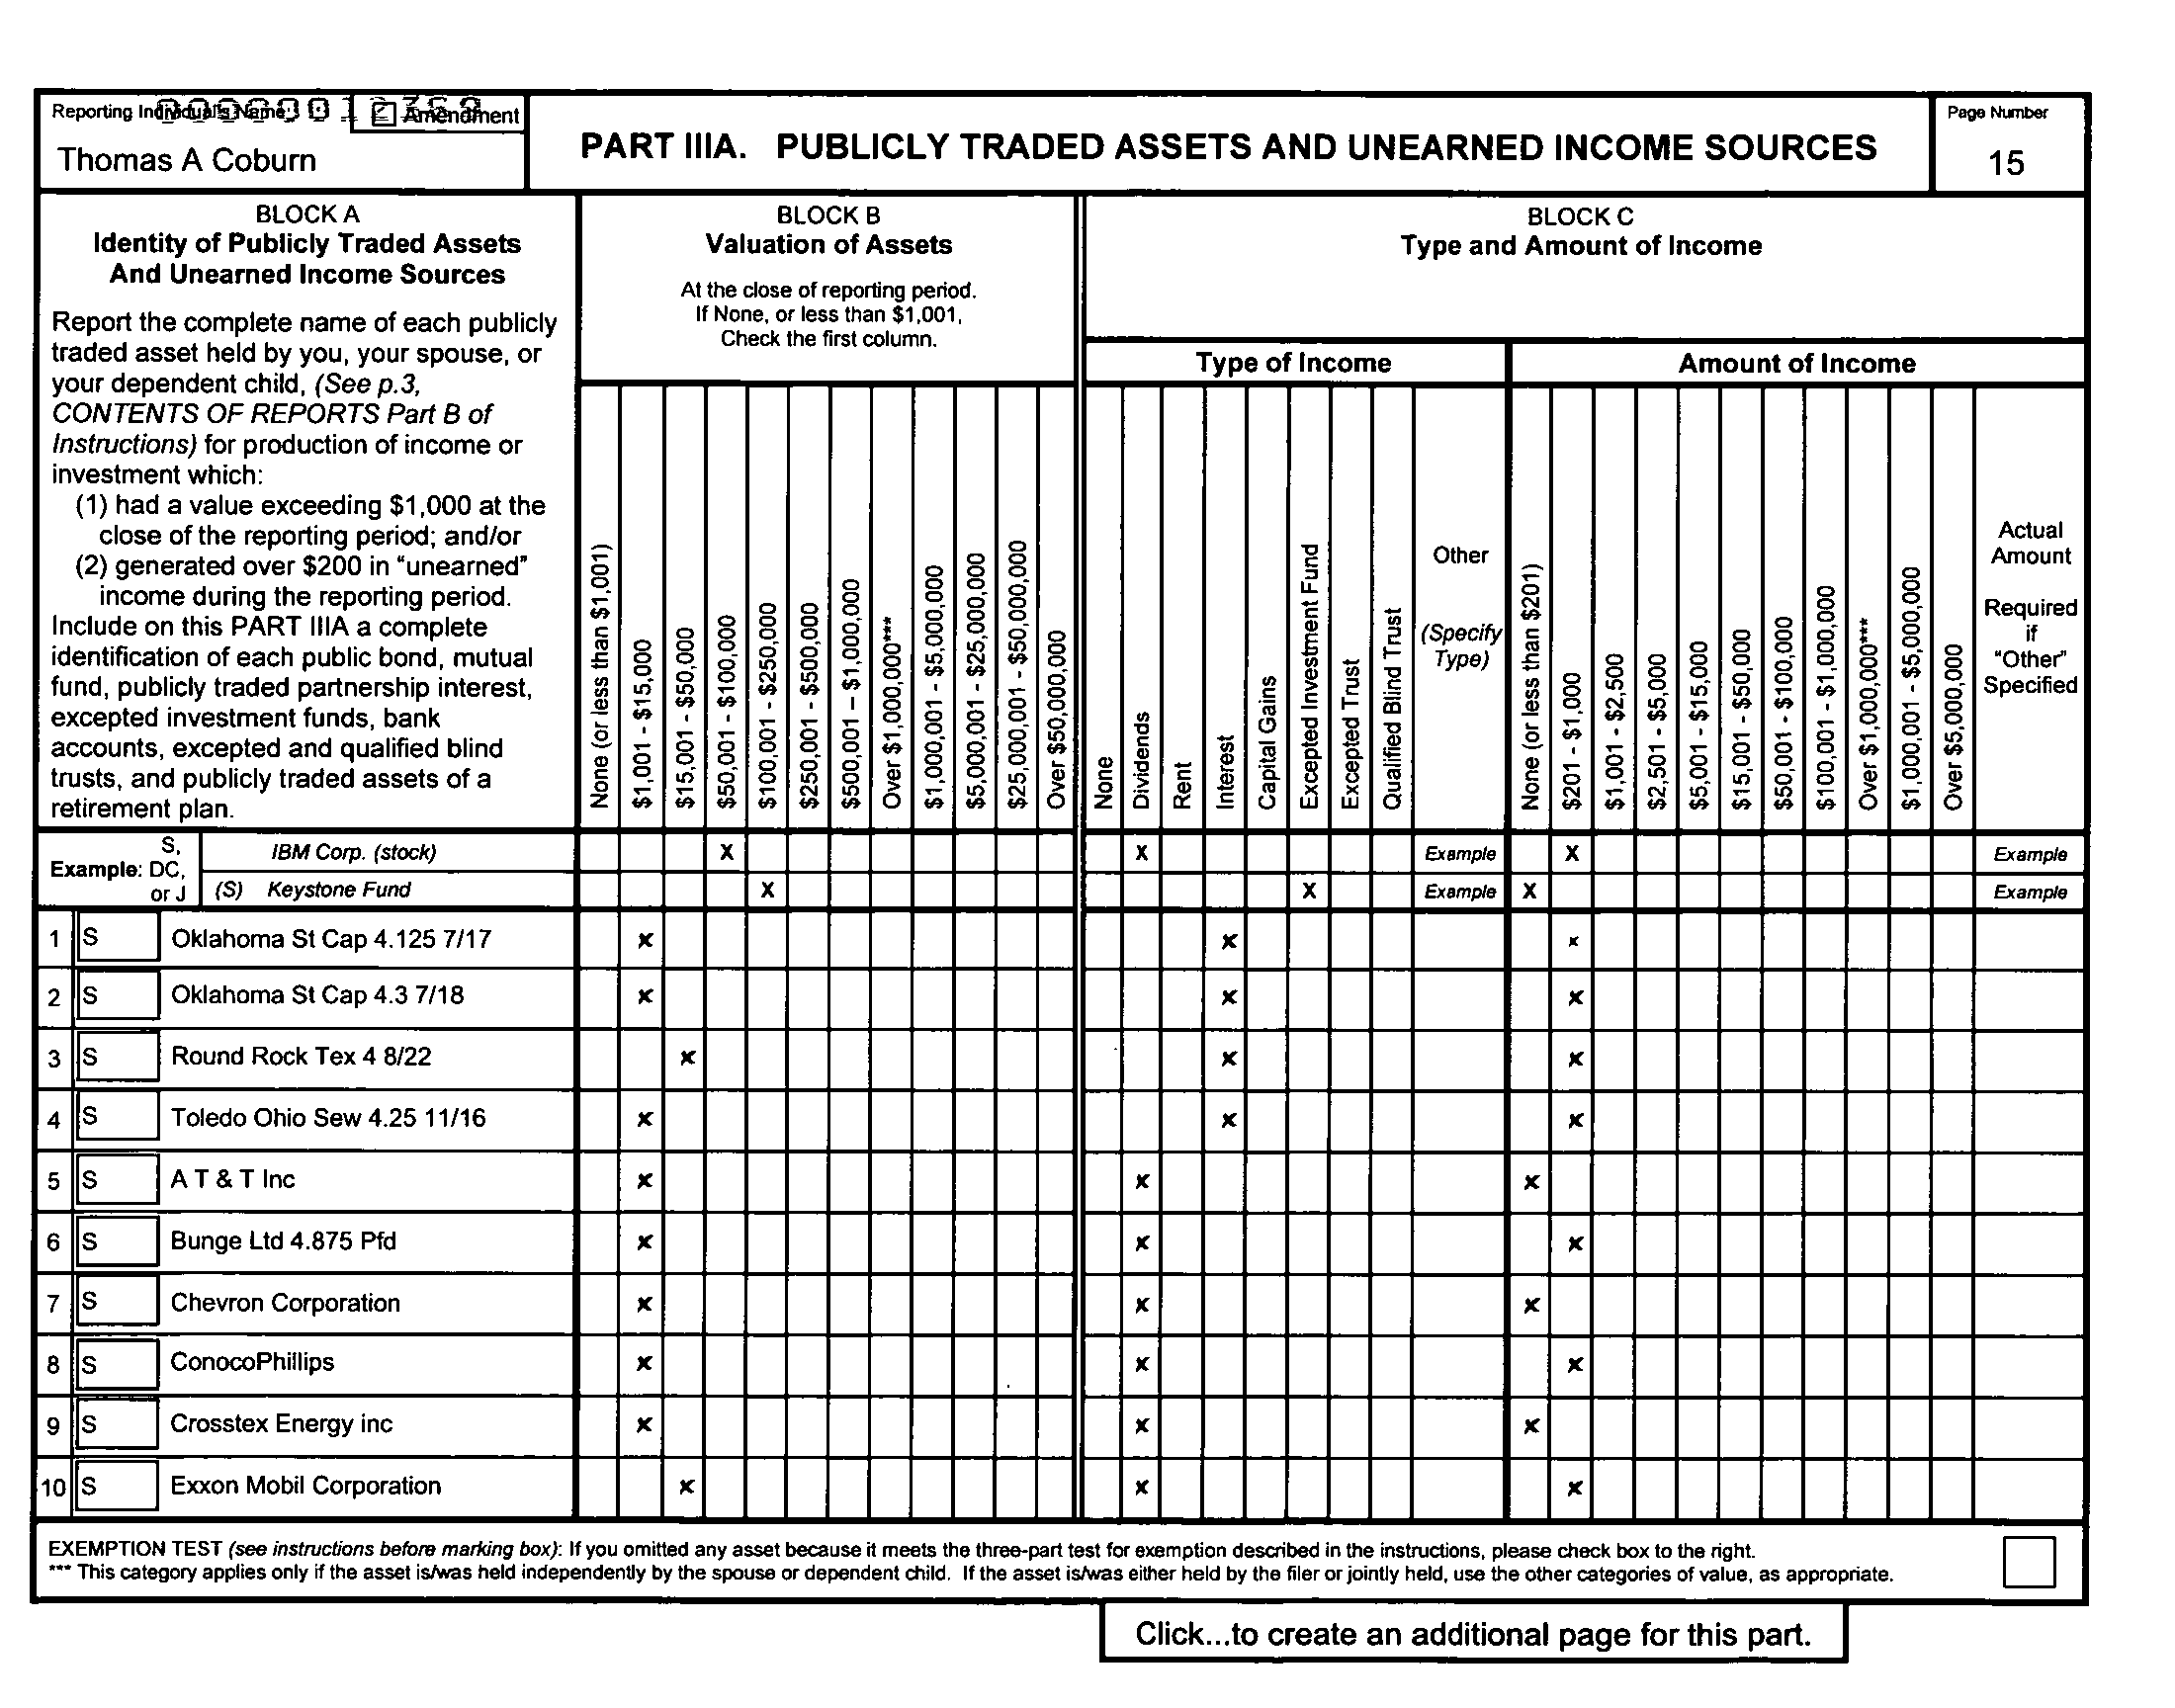 Reporting Individual's Name
Amendment
Thomas A Coburn
PART IIIA. PUBLICLY TRADED ASSETS AND UNEARNED INCOME SOURCES
Page Number
15
BLOCK A
Identity of Publicly Traded Assets
And Unearned Income Sources
Report the complete name of each publicly
traded asset held by you, your spouse, or
your dependent child, (See p.3,
CONTENTS OF REPORTS Part B of
Instructions) for production of income or
investment which:
(1) had a value exceeding $1,000 at the
close of the reporting period; and/or
(2) generated over $200 in "unearned"
income during the reporting period.
Include on this PART IIIA a complete
identification of each public bond, mutual
fund, publicly traded partnership interest,
excepted investment funds, bank
accounts, excepted and qualified blind
trusts, and publicly traded assets of a
retirement plan.
BLOCK B
Valuation of Assets
At the close of reporting period.
If None, or less than $1,001,
Check the first column.
None (or less than $1,001)
$1,001 - $15,000
$15,001 - $50,000
$50,001 - $100,000
$100,001 - $250,000
$250,001 - $500,000
$500,001 – $1,000,000
Over $1,000,000***
$1,000,001 - $5,000,000
$5,000,001 - $25,000,000
$25,000,001 - $50,000,000
Over $50,000,000
BLOCK C
Type and Amount of Income
Type of Income
None
Dividends
Rent
Interest
Capital Gains
Excepted Investment Fund
Excepted Trust
Qualified Blind Trust
Other
(Specify
Type)
Amount of Income
None (or less than $201)
$201 - $1,000
$1,001 - $2,500
$2,501 - $5,000
$5,001 - $15,000
$15,001 - $50,000
$50,001 - $100,000
$100,001 - $1,000,000
Over $1,000,000***
$1,000,001 - $5,000,000
Over $5,000,000
Actual
Amount
Required
if
"Other"
Specified
Example: S, DC, or J
IBM Corp. (stock) X X Example X Example
(S) Keystone Fund X X Example X Example
1 S Oklahoma St Cap 4.125 7/17 x x x
2 S Oklahoma St Cap 4.3 7/18 x x x
3 S Round Rock Tex 4 8/22 x x x
4 S Toledo Ohio Sew 4.25 11/16 x x x
5 S A T & T Inc x x x
6 S Bunge Ltd 4.875 Pfd x x x
7 S Chevron Corporation x x x
8 S ConocoPhillips x x x
9 S Crosstex Energy inc x x x
10 S Exxon Mobil Corporation x x x
EXEMPTION TEST (see instructions before marking box): If you omitted any asset because it meets the three-part test for exemption described in the instructions, please check box to the right.
*** This category applies only if the asset is/was held independently by the spouse or dependent child. If the asset is/was either held by the filer or jointly held, use the other categories of value, as appropriate.
Click...to create an additional page for this part.